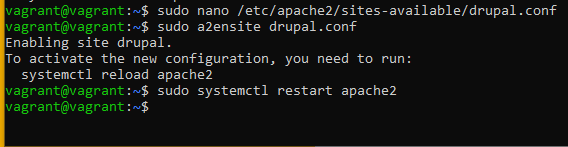 vagrant@vagrant:~$ sudo nano /etc/apache2/sites-available/drupal.conf
vagrant@vagrant:~$ sudo a2ensite drupal.conf
Enabling site drupal.
To activate the new configuration, you need to run:
  systemctl reload apache2
vagrant@vagrant:~$ sudo systemctl restart apache2
vagrant@vagrant:~$